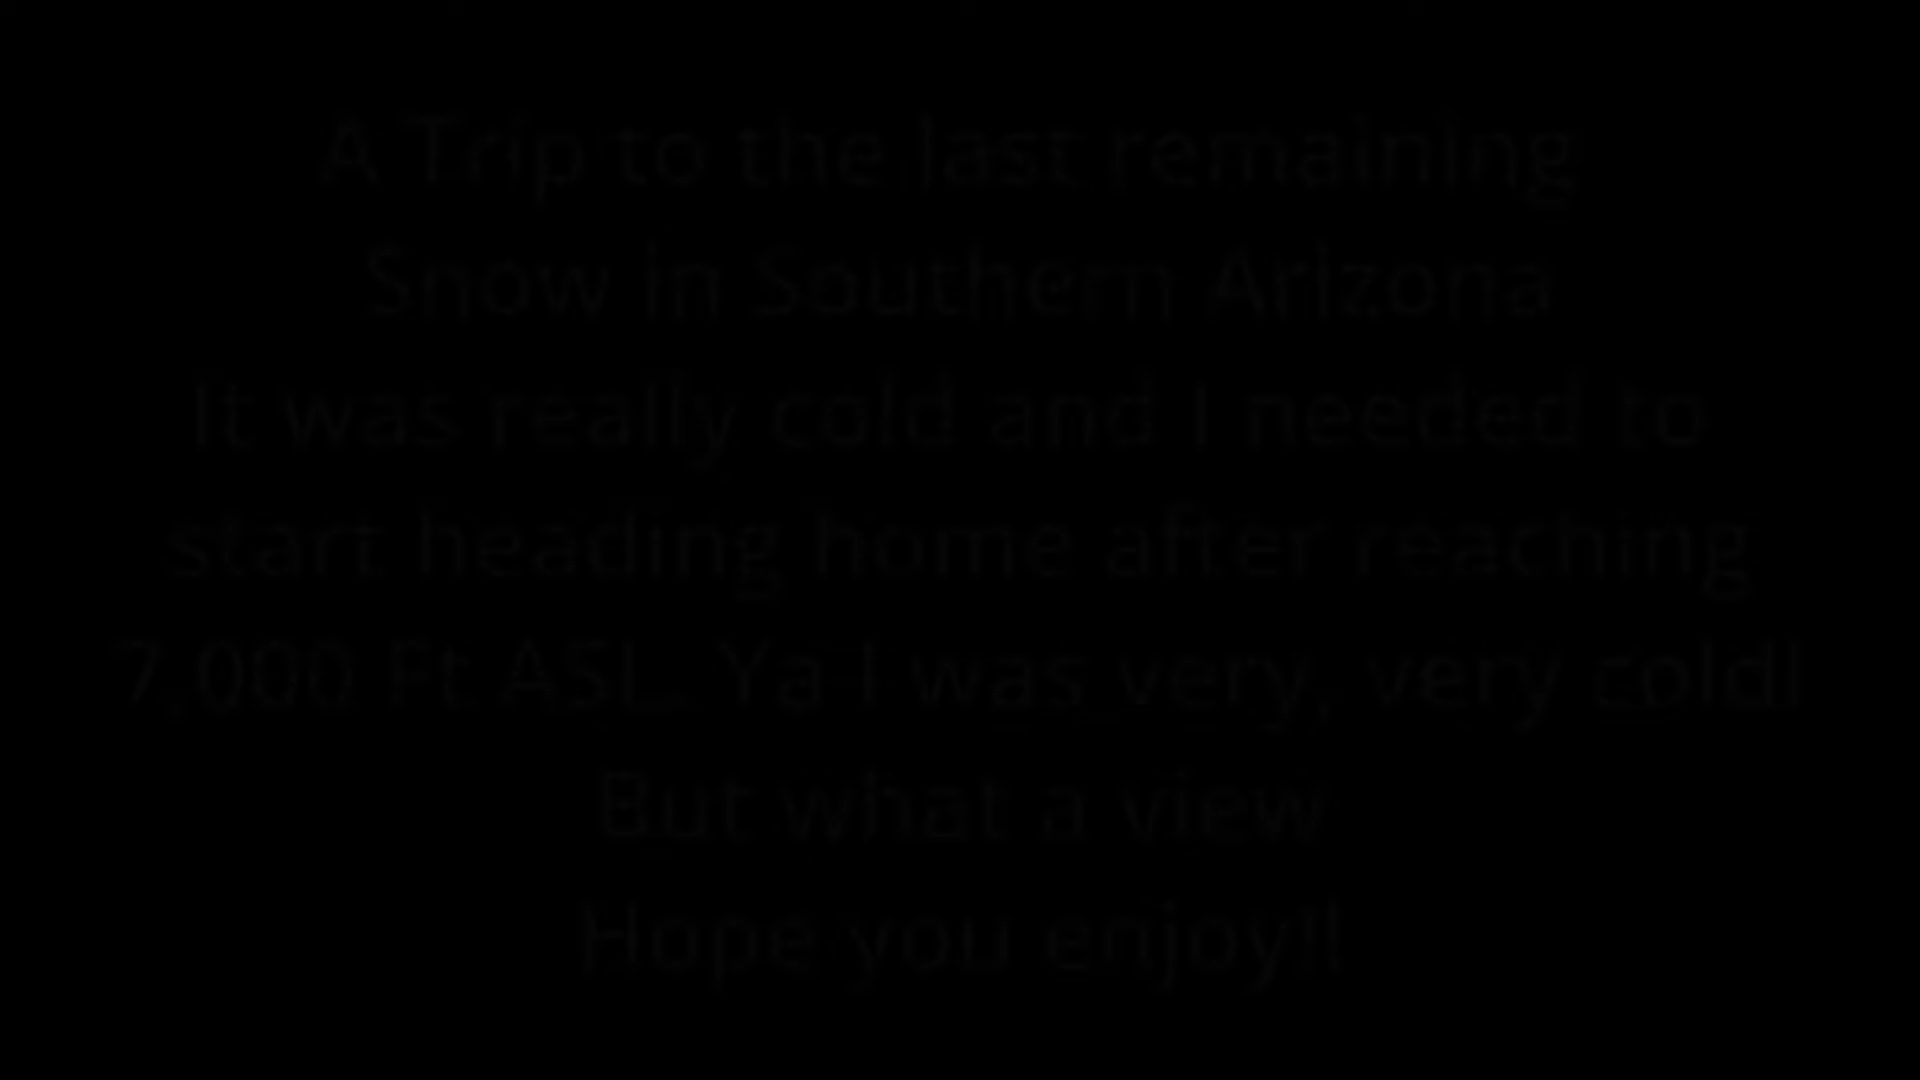 A Trip to the last remaining
Snow in Southern Arizona
It was really cold and I needed to
start heading home after reaching
7,000 Ft ASL. Ya I was very, very cold!
But what a view
Hope you enjoy!!